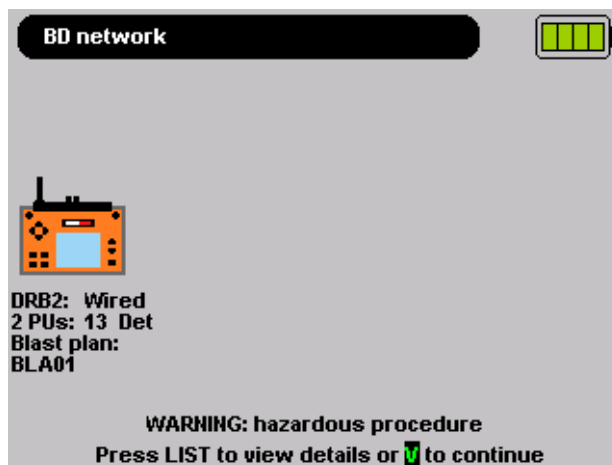 BD network
DRB2: Wired
2 PUs: 13 Det
Blast plan:
BLA01
WARNING: hazardous procedure
Press LIST to view details or V to continue